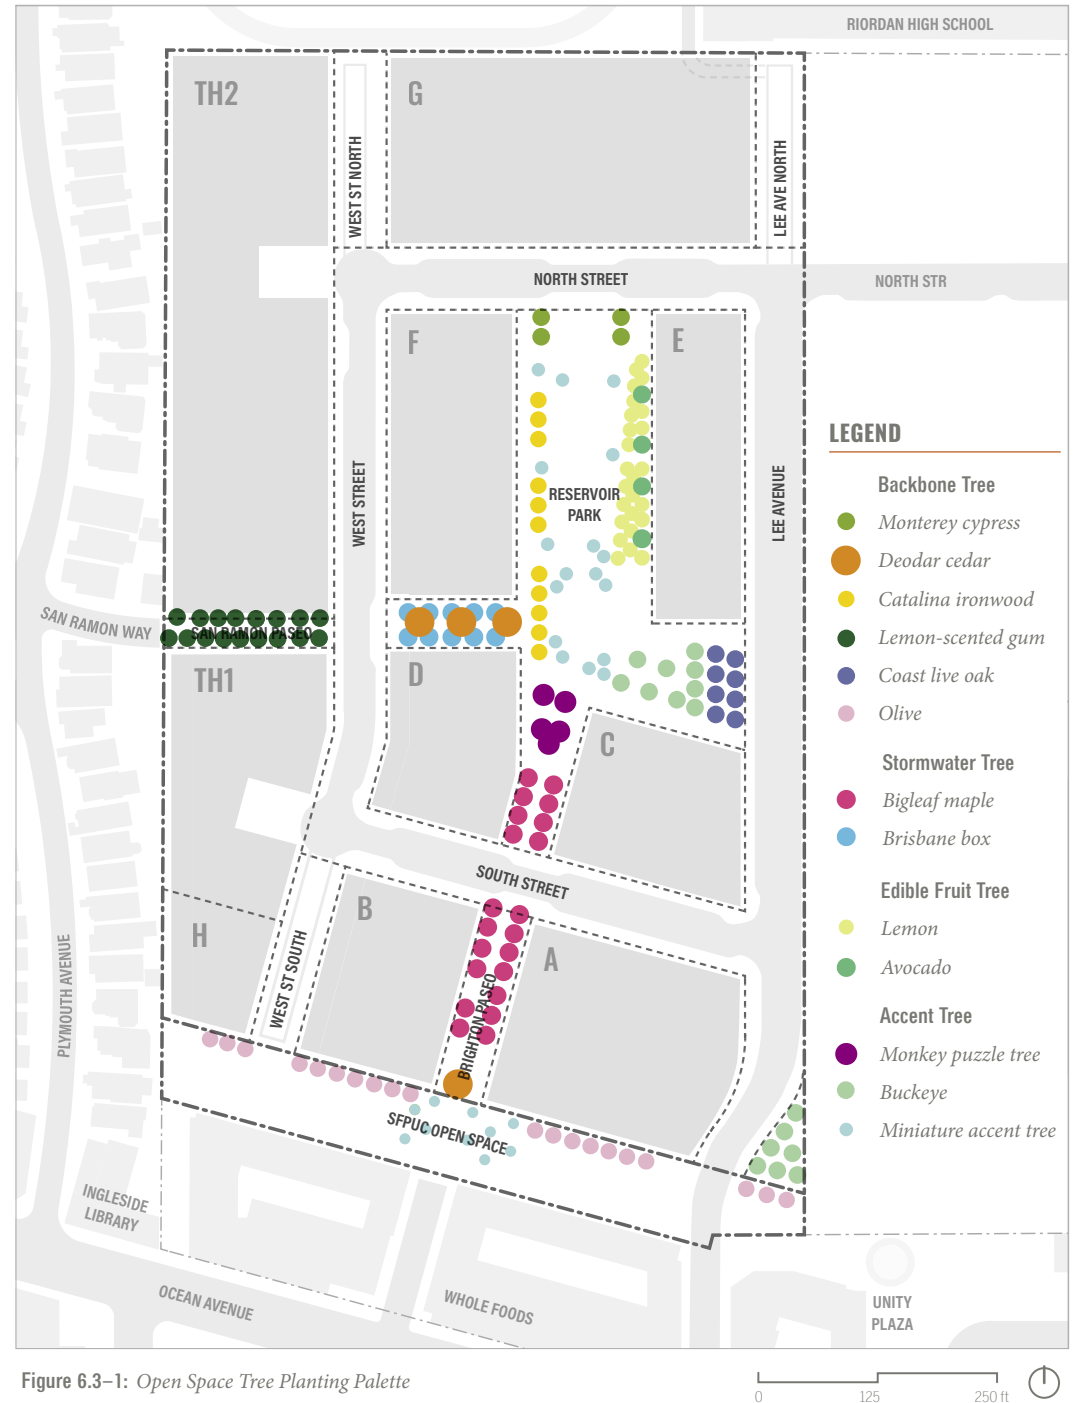 RIORDAN HIGH SCHOOL
TH2
G
WEST ST NORTH
LEE AVE NORTH
NORTH STREET
NORTH STR
F
E
LEGEND
Backbone Tree
Monterey cypress
Deodar cedar
Catalina ironwood
Lemon-scented gum
Coast live oak
Olive
Stormwater Tree
Bigleaf maple
Brisbane box
Edible Fruit Tree
Lemon
Avocado
Accent Tree
Monkey puzzle tree
Buckeye
Miniature accent tree
WEST STREET
RESERVOIR
PARK
LEE AVENUE
SAN RAMON WAY
SAN RAMON PASEO
TH1
D
C
SOUTH STREET
H
B
A
WEST ST SOUTH
BRIGHTON PASEO
PLYMOUTH AVENUE
SFPUC OPEN SPACE
INGLESIDE
LIBRARY
OCEAN AVENUE
WHOLE FOODS
UNITY
PLAZA
Figure 6.3–1: Open Space Tree Planting Palette
0 125 250 ft